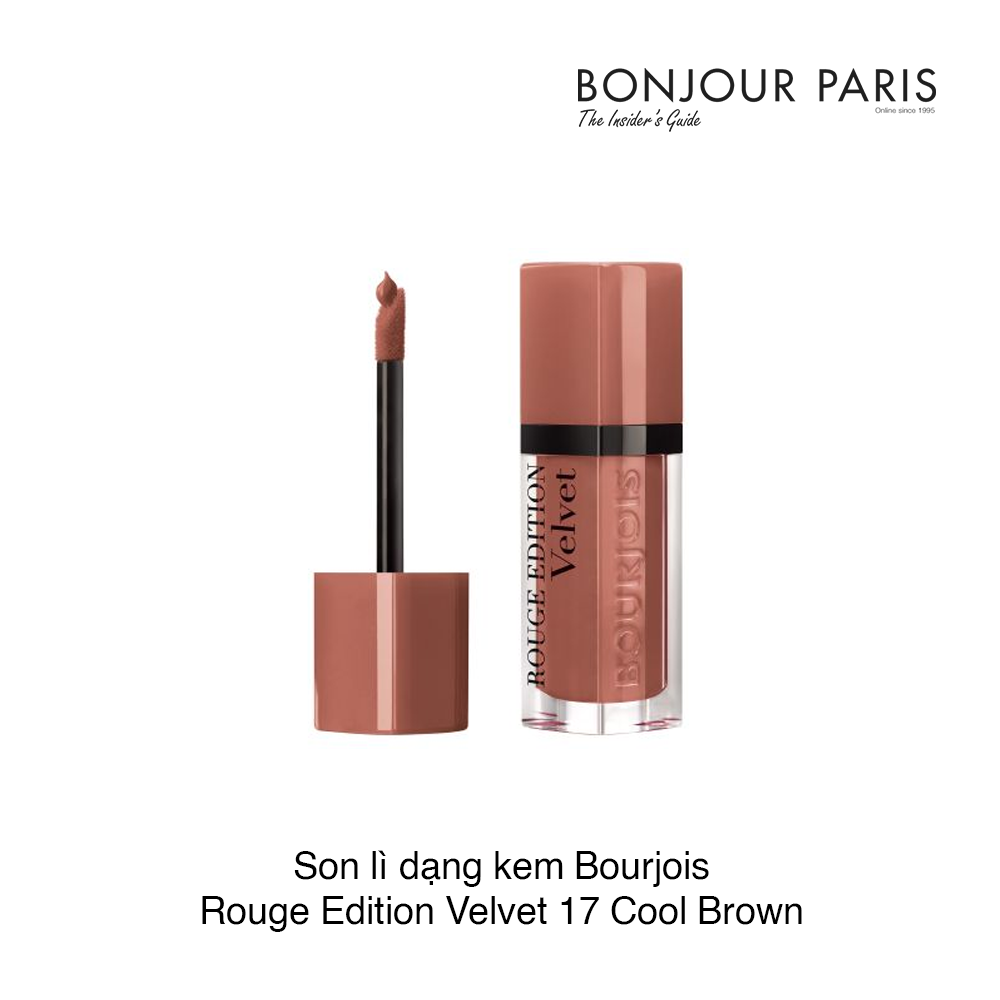 BONJOUR PARIS
Online since 1995
The Insider's Guide
ROUGE EDITION
Velvet
BOURJOIS
Son lì dạng kem Bourjois
Rouge Edition Velvet 17 Cool Brown